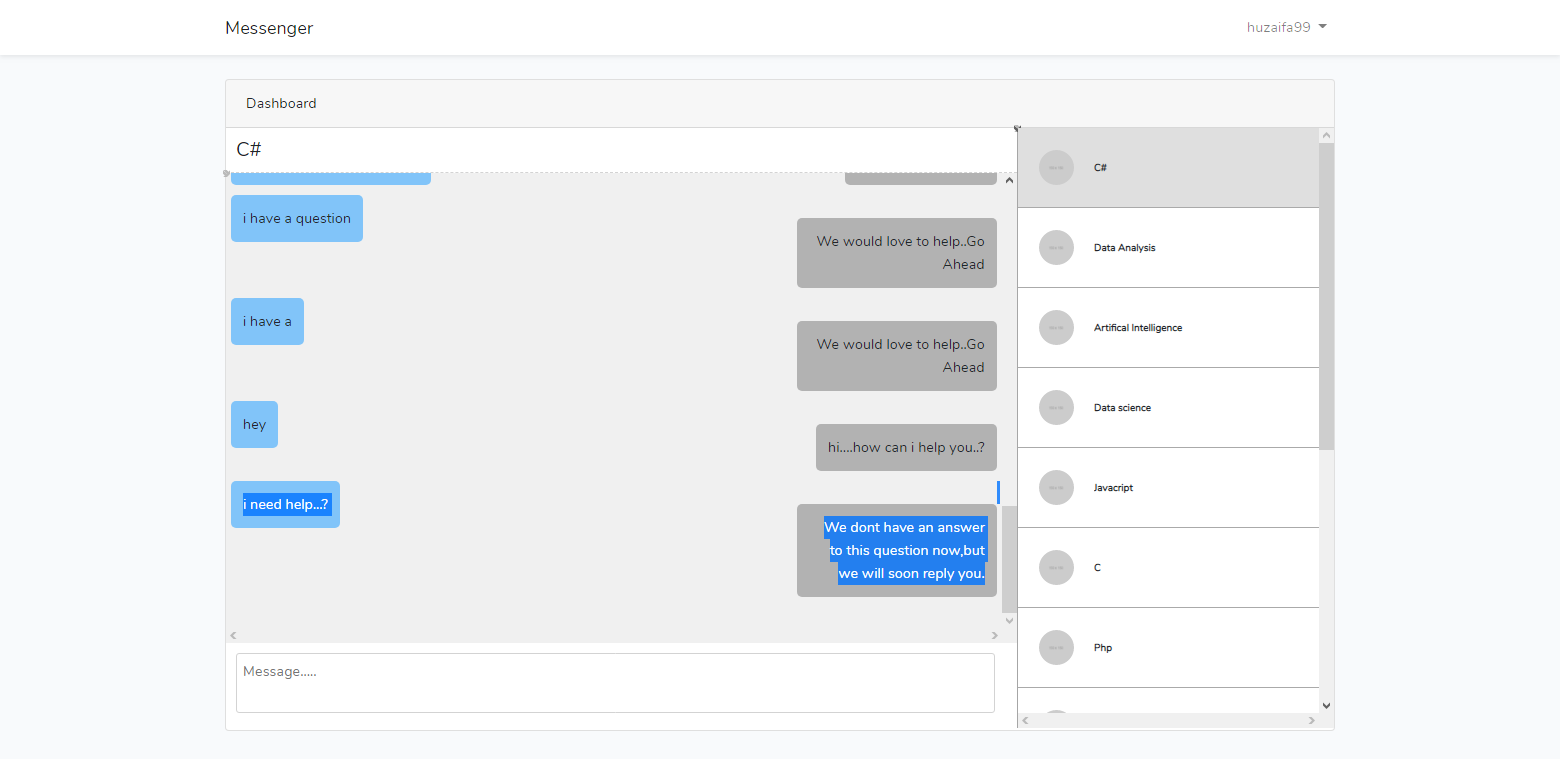 Messenger
huzaifa99
Dashboard
C#
i have a question
We would love to help..Go
Ahead
i have a
We would love to help..Go
Ahead
hey
hi....how can i help you..?
i need help...?
We dont have an answer
to this question now,but
we will soon reply you.
Message.....
C#
Data Analysis
Artifical Intelligence
Data science
Javacript
C
Php